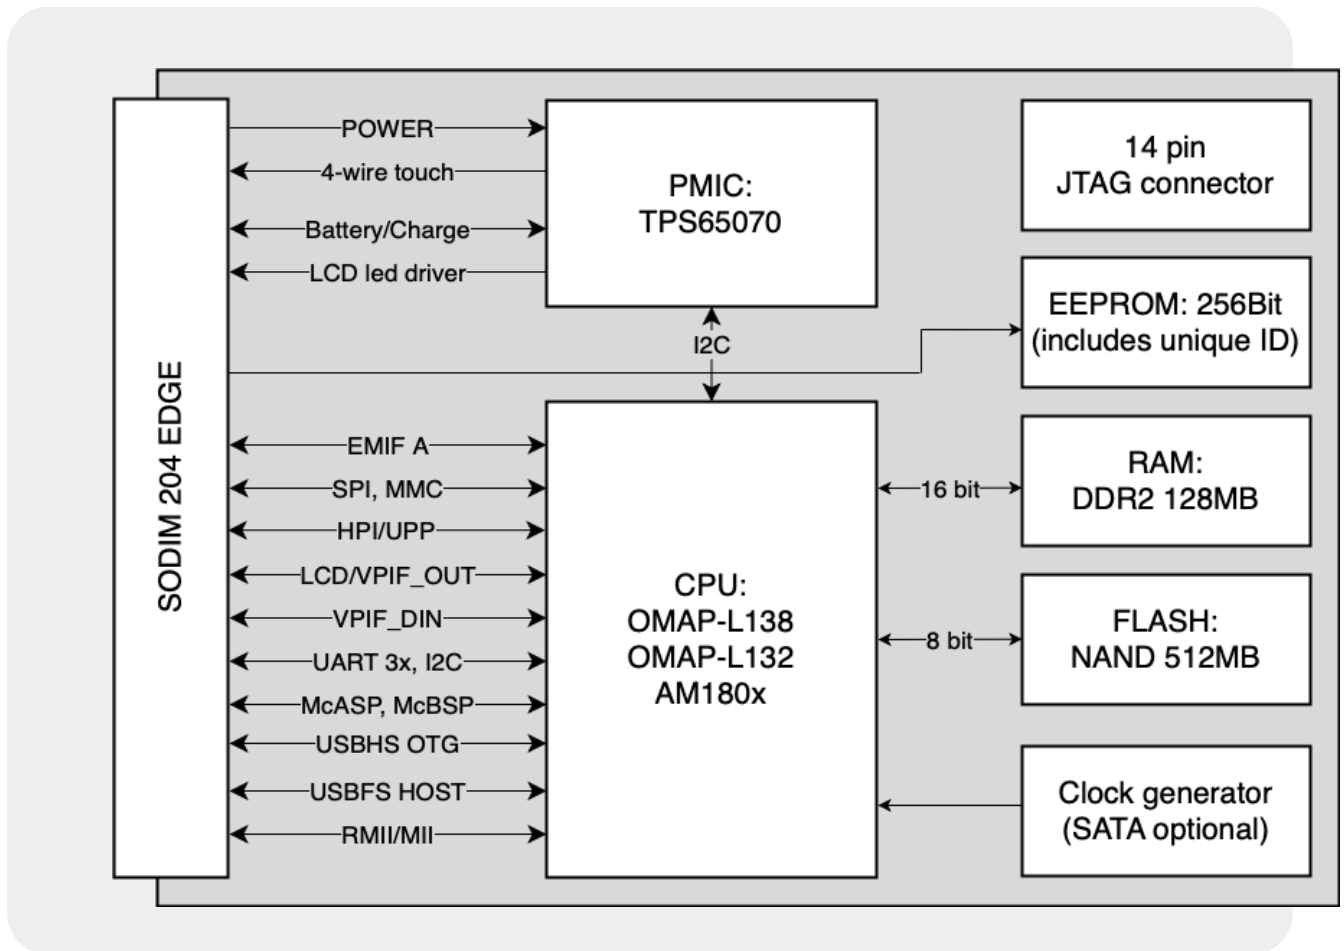 SODIM 204 EDGE
POWER
4-wire touch
Battery/Charge
LCD led driver
PMIC:
TPS65070
14 pin
JTAG connector
EEPROM: 256Bit
(includes unique ID)
I2C
EMIF A
SPI, MMC
HPI/UPP
LCD/VPIF_OUT
VPIF_DIN
UART 3x, I2C
McASP, McBSP
USBHS OTG
USBFS HOST
RMII/MII
CPU:
OMAP-L138
OMAP-L132
AM180x
16 bit
RAM:
DDR2 128MB
8 bit
FLASH:
NAND 512MB
Clock generator
(SATA optional)